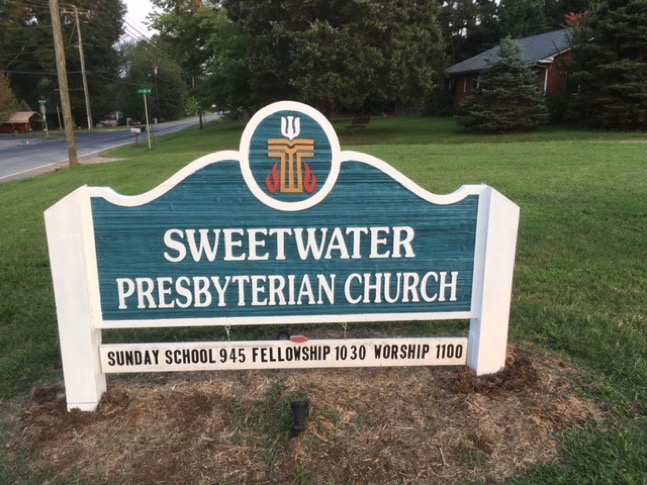 SWEETWATER
PRESBYTERIAN CHURCH
SUNDAY SCHOOL 945 FELLOWSHIP 1030 WORSHIP 1100